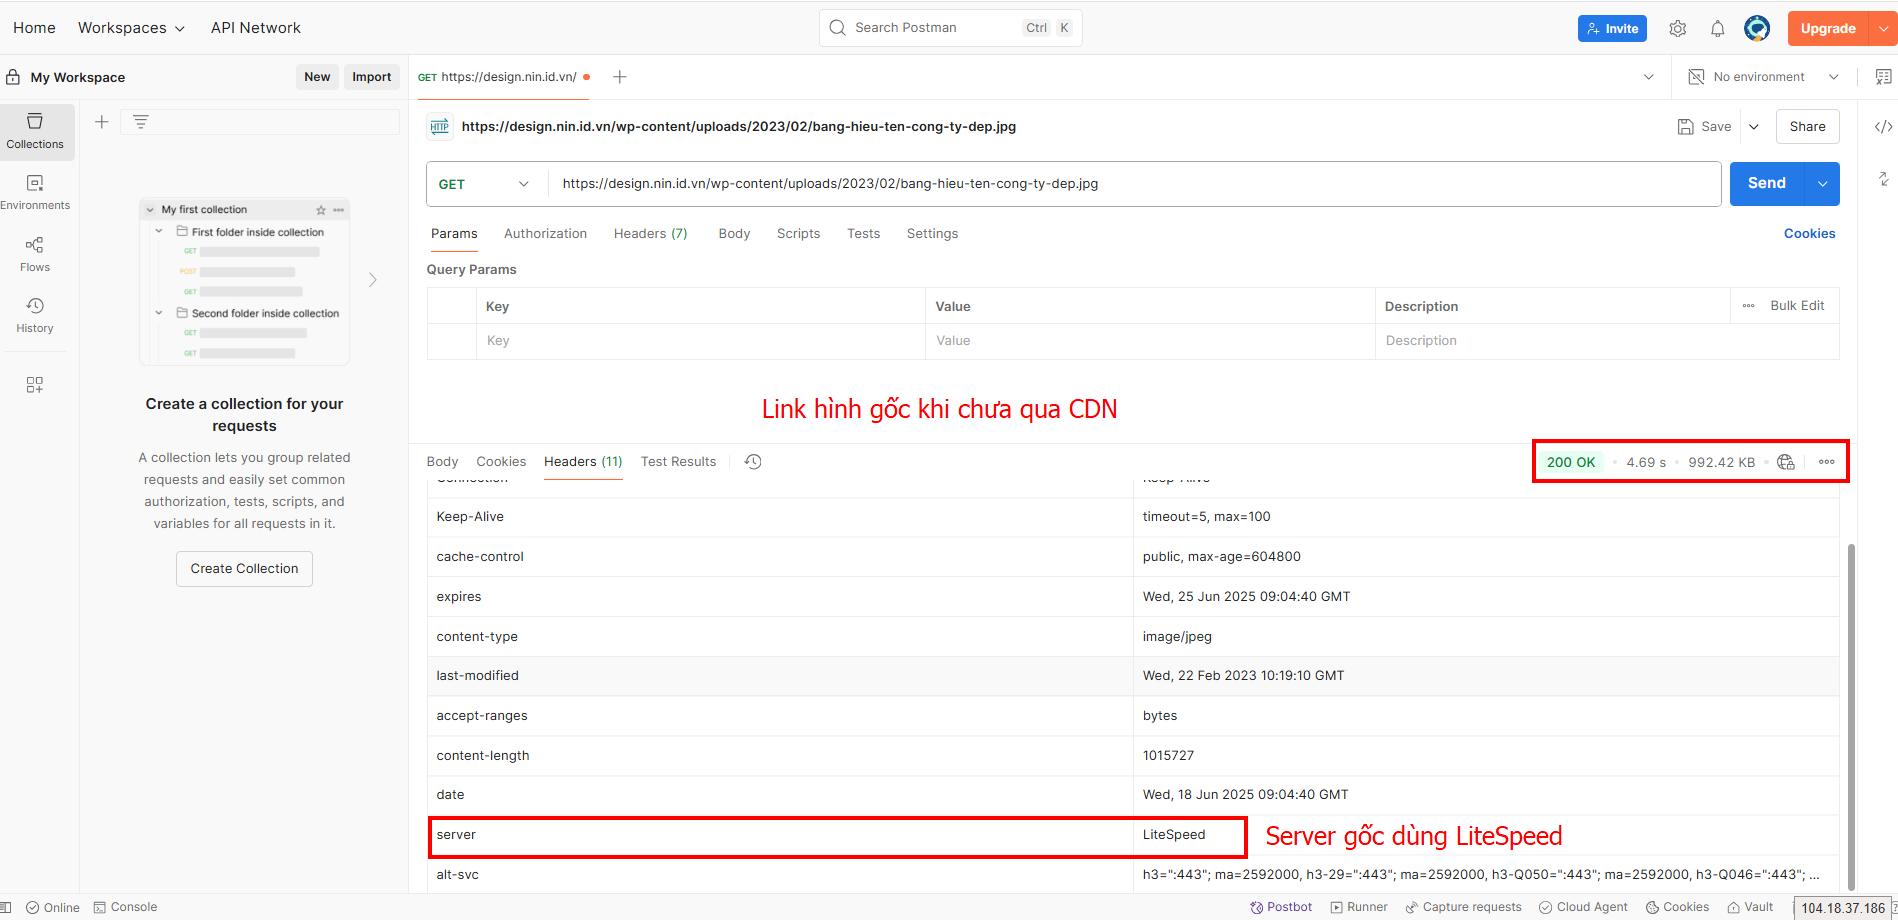 Home Workspaces API Network Search Postman Ctrl K Invite Upgrade
My Workspace New Import GET https://design.nin.id.vn/ No environment
Collections
Environments
Flows
History
My first collection
First folder inside collection
GET
POST
GET
Second folder inside collection
GET
GET
Create a collection for your
requests
A collection lets you group related
requests and easily set common
authorization, tests, scripts, and
variables for all requests in it.
Create Collection
HTTP https://design.nin.id.vn/wp-content/uploads/2023/02/bang-hieu-ten-cong-ty-dep.jpg Save Share
GET https://design.nin.id.vn/wp-content/uploads/2023/02/bang-hieu-ten-cong-ty-dep.jpg Send
Params Authorization Headers (7) Body Scripts Tests Settings Cookies
Query Params
Key Value Description Bulk Edit
Key Value Description
Link hình gốc khi chưa qua CDN
Body Cookies Headers (11) Test Results 200 OK 4.69 s 992.42 KB
Connection Keep-Alive
Keep-Alive timeout=5, max=100
cache-control public, max-age=604800
expires Wed, 25 Jun 2025 09:04:40 GMT
content-type image/jpeg
last-modified Wed, 22 Feb 2023 10:19:10 GMT
accept-ranges bytes
content-length 1015727
date Wed, 18 Jun 2025 09:04:40 GMT
server LiteSpeed Server gốc dùng LiteSpeed
alt-svc h3=":443"; ma=2592000, h3-29=":443"; ma=2592000, h3-Q050=":443"; ma=2592000, h3-Q046=":443"; ...
Online Console Postbot Runner Capture requests Cloud Agent Cookies Vault 104.18.37.186